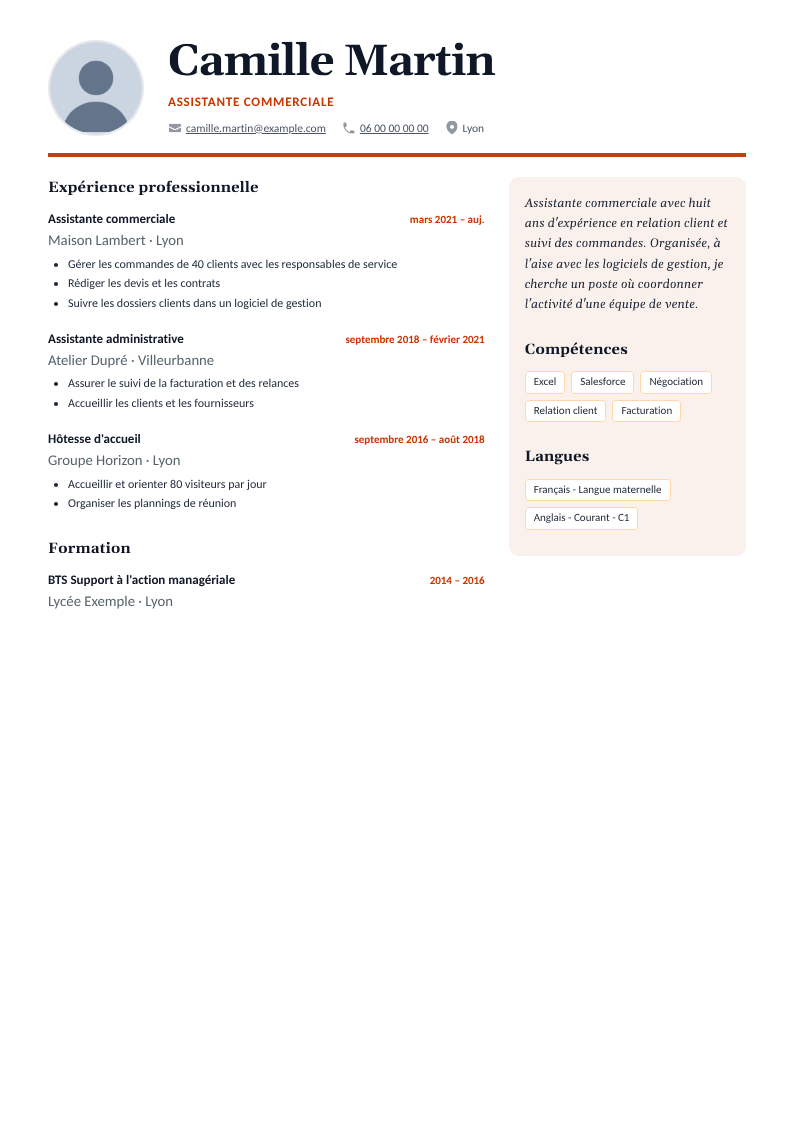 Camille Martin
ASSISTANTE COMMERCIALE
camille.martin@example.com 06 00 00 00 00 Lyon
Expérience professionnelle
Assistante commerciale mars 2021 – auj.
Maison Lambert · Lyon
• Gérer les commandes de 40 clients avec les responsables de service
• Rédiger les devis et les contrats
• Suivre les dossiers clients dans un logiciel de gestion
Assistante administrative septembre 2018 – février 2021
Atelier Dupré · Villeurbanne
• Assurer le suivi de la facturation et des relances
• Accueillir les clients et les fournisseurs
Hôtesse d'accueil septembre 2016 – août 2018
Groupe Horizon · Lyon
• Accueillir et orienter 80 visiteurs par jour
• Organiser les plannings de réunion
Formation
BTS Support à l'action managériale 2014 – 2016
Lycée Exemple · Lyon
Assistante commerciale avec huit
ans d'expérience en relation client et
suivi des commandes. Organisée, à
l'aise avec les logiciels de gestion, je
cherche un poste où coordonner
l'activité d'une équipe de vente.
Compétences
Excel Salesforce Négociation
Relation client Facturation
Langues
Français - Langue maternelle
Anglais - Courant - C1